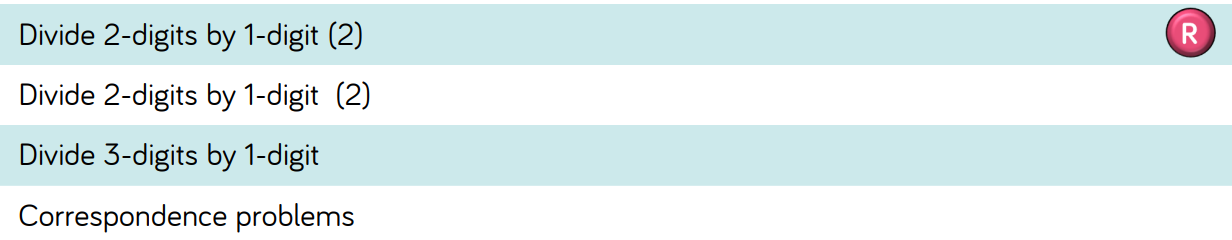 Divide 2-digits by 1-digit (2) R
Divide 2-digits by 1-digit  (2)
Divide 3-digits by 1-digit
Correspondence problems